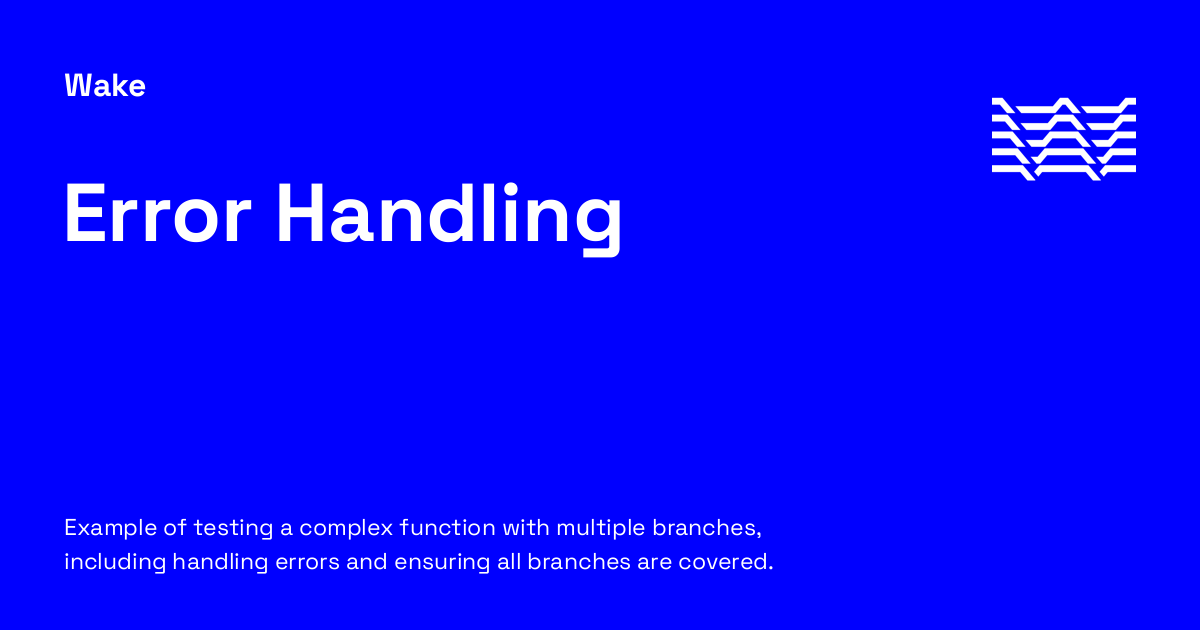 Wake
Error Handling
Example of testing a complex function with multiple branches,
including handling errors and ensuring all branches are covered.